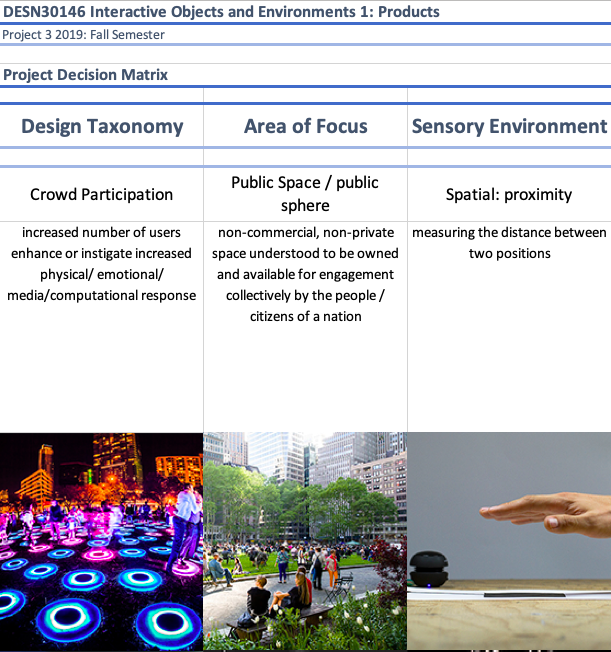 DESN30146 Interactive Objects and Environments 1: Products
Project 3 2019: Fall Semester
Project Decision Matrix
Design Taxonomy
Area of Focus
Sensory Environment
Crowd Participation
Public Space / public
sphere
Spatial: proximity
increased number of users
enhance or instigate increased
physical/ emotional/
media/computational response
non-commercial, non-private
space understood to be owned
and available for engagement
collectively by the people /
citizens of a nation
measuring the distance between
two positions